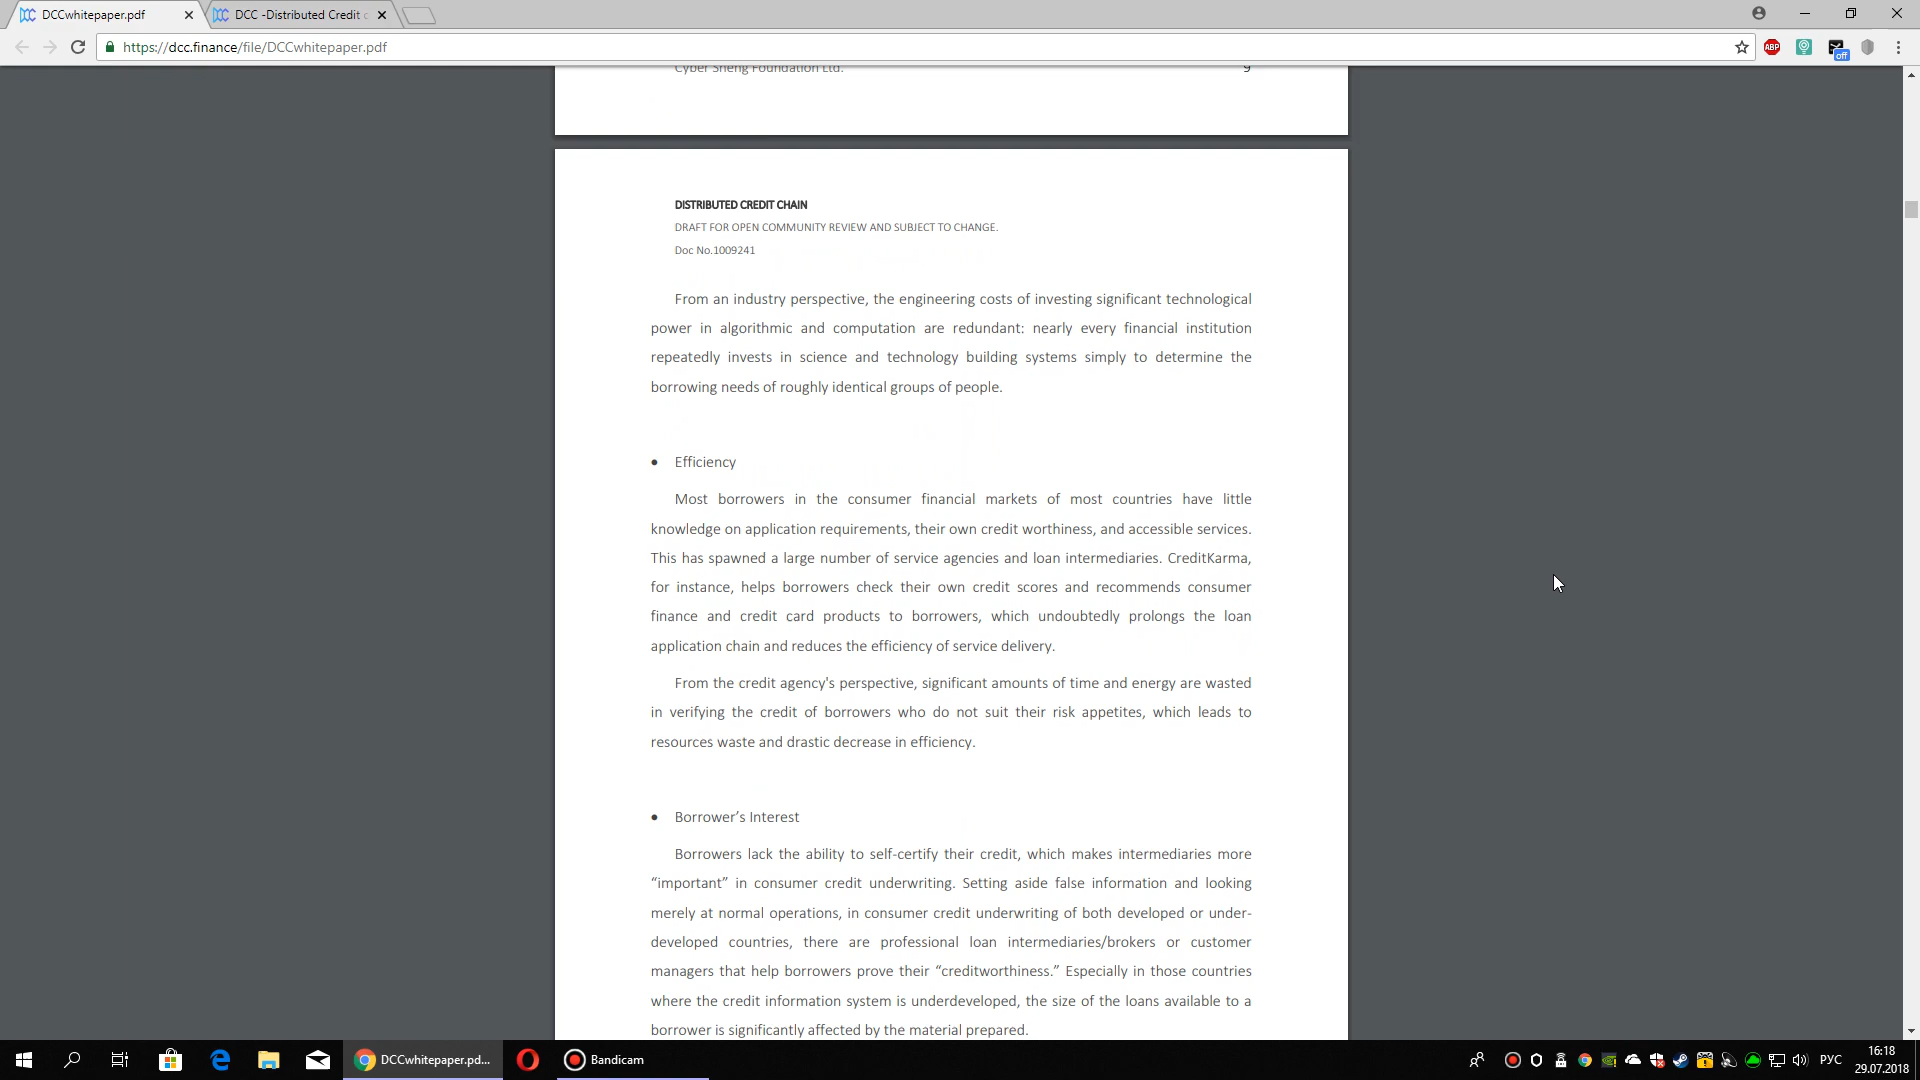 DCCwhitepaper.pdf
DCC -Distributed Credit c
https://dcc.finance/file/DCCwhitepaper.pdf
ABP
off
Cyber Sheng Foundation Ltd.
9
DISTRIBUTED CREDIT CHAIN
DRAFT FOR OPEN COMMUNITY REVIEW AND SUBJECT TO CHANGE.
Doc No.1009241
From an industry perspective, the engineering costs of investing significant technological
power in algorithmic and computation are redundant: nearly every financial institution
repeatedly invests in science and technology building systems simply to determine the
borrowing needs of roughly identical groups of people.
• Efficiency
Most borrowers in the consumer financial markets of most countries have little
knowledge on application requirements, their own credit worthiness, and accessible services.
This has spawned a large number of service agencies and loan intermediaries. CreditKarma,
for instance, helps borrowers check their own credit scores and recommends consumer
finance and credit card products to borrowers, which undoubtedly prolongs the loan
application chain and reduces the efficiency of service delivery.
From the credit agency's perspective, significant amounts of time and energy are wasted
in verifying the credit of borrowers who do not suit their risk appetites, which leads to
resources waste and drastic decrease in efficiency.
• Borrower’s Interest
Borrowers lack the ability to self-certify their credit, which makes intermediaries more
“important” in consumer credit underwriting. Setting aside false information and looking
merely at normal operations, in consumer credit underwriting of both developed or under-
developed countries, there are professional loan intermediaries/brokers or customer
managers that help borrowers prove their “creditworthiness.” Especially in those countries
where the credit information system is underdeveloped, the size of the loans available to a
borrower is significantly affected by the material prepared.
DCCwhitepaper.pd...
Bandicam
РУС
16:18
29.07.2018